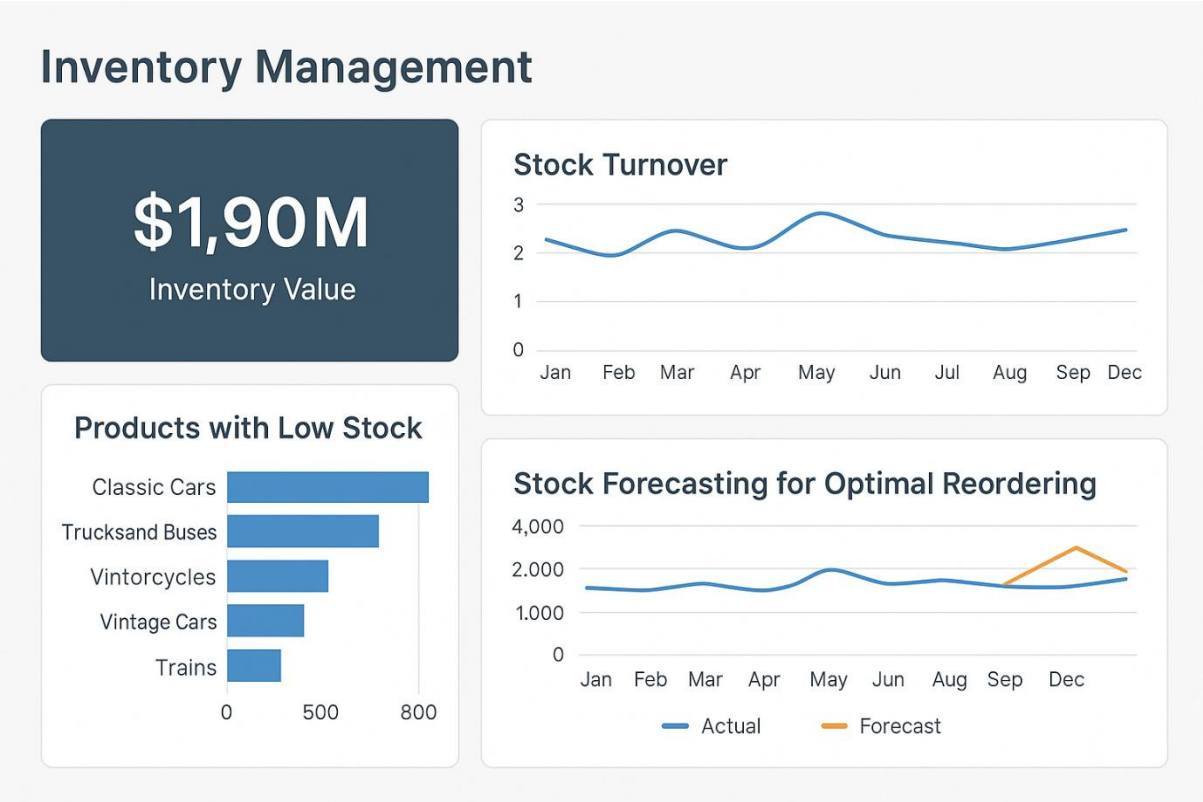 Inventory Management
$1,90M
Inventory Value
Stock Turnover
3
2
1
0
Jan Feb Mar Apr May Jun Jul Aug Sep Dec
Products with Low Stock
Classic Cars
Trucksand Buses
Vintorcycles
Vintage Cars
Trains
0 500 800
Stock Forecasting for Optimal Reordering
4,000
2.000
1.000
0
Jan Feb Mar Apr May Jun Aug Sep Dec
Actual Forecast